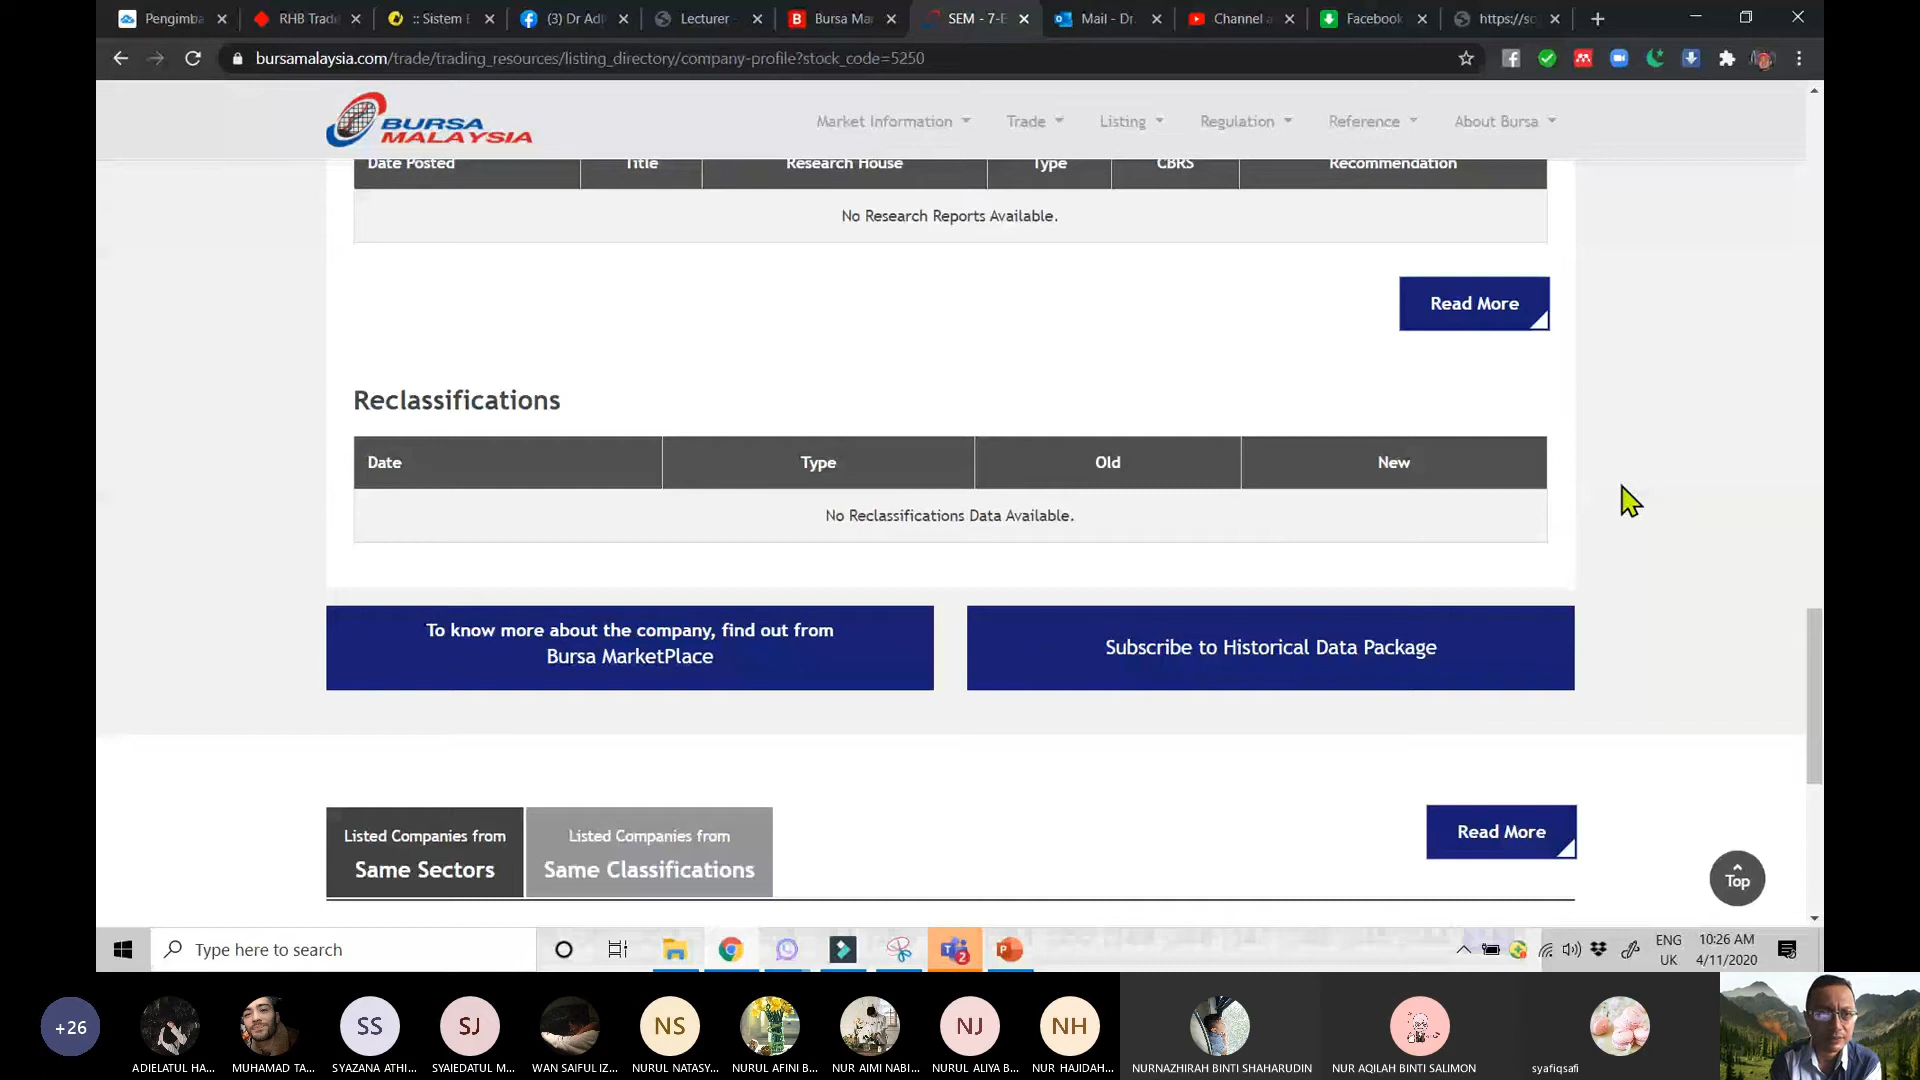 Pengimba
RHB Trad
:: Sistem E
(3) Dr Adi
Lecturer
Bursa Mar
SEM - 7-E
Mail - Dr.
Channel a
Facebook
https://sc
bursamalaysia.com/trade/trading_resources/listing_directory/company-profile?stock_code=5250
BURSA
MALAYSIA
Market Information
Trade
Listing
Regulation
Reference
About Bursa
Date Posted
Title
Research House
Type
CBRS
Recommendation
No Research Reports Available.
Read More
Reclassifications
Date
Type
Old
New
No Reclassifications Data Available.
To know more about the company, find out from
Bursa MarketPlace
Subscribe to Historical Data Package
Listed Companies from
Same Sectors
Listed Companies from
Same Classifications
Read More
Top
Type here to search
ENG
UK
10:26 AM
4/11/2020
+26
SS
SJ
NS
NJ
NH
ADIELATUL HA...
MUHAMAD TA...
SYAZANA ATHI...
SYAIEDATUL M...
WAN SAIFUL IZ...
NURUL NATASY...
NURUL AFINI B...
NUR AIMI NABI...
NURUL ALIYA B...
NUR HAJIDAH...
NURNAZHIRAH BINTI SHAHARUDIN
NUR AQILAH BINTI SALIMON
syafiqsafi